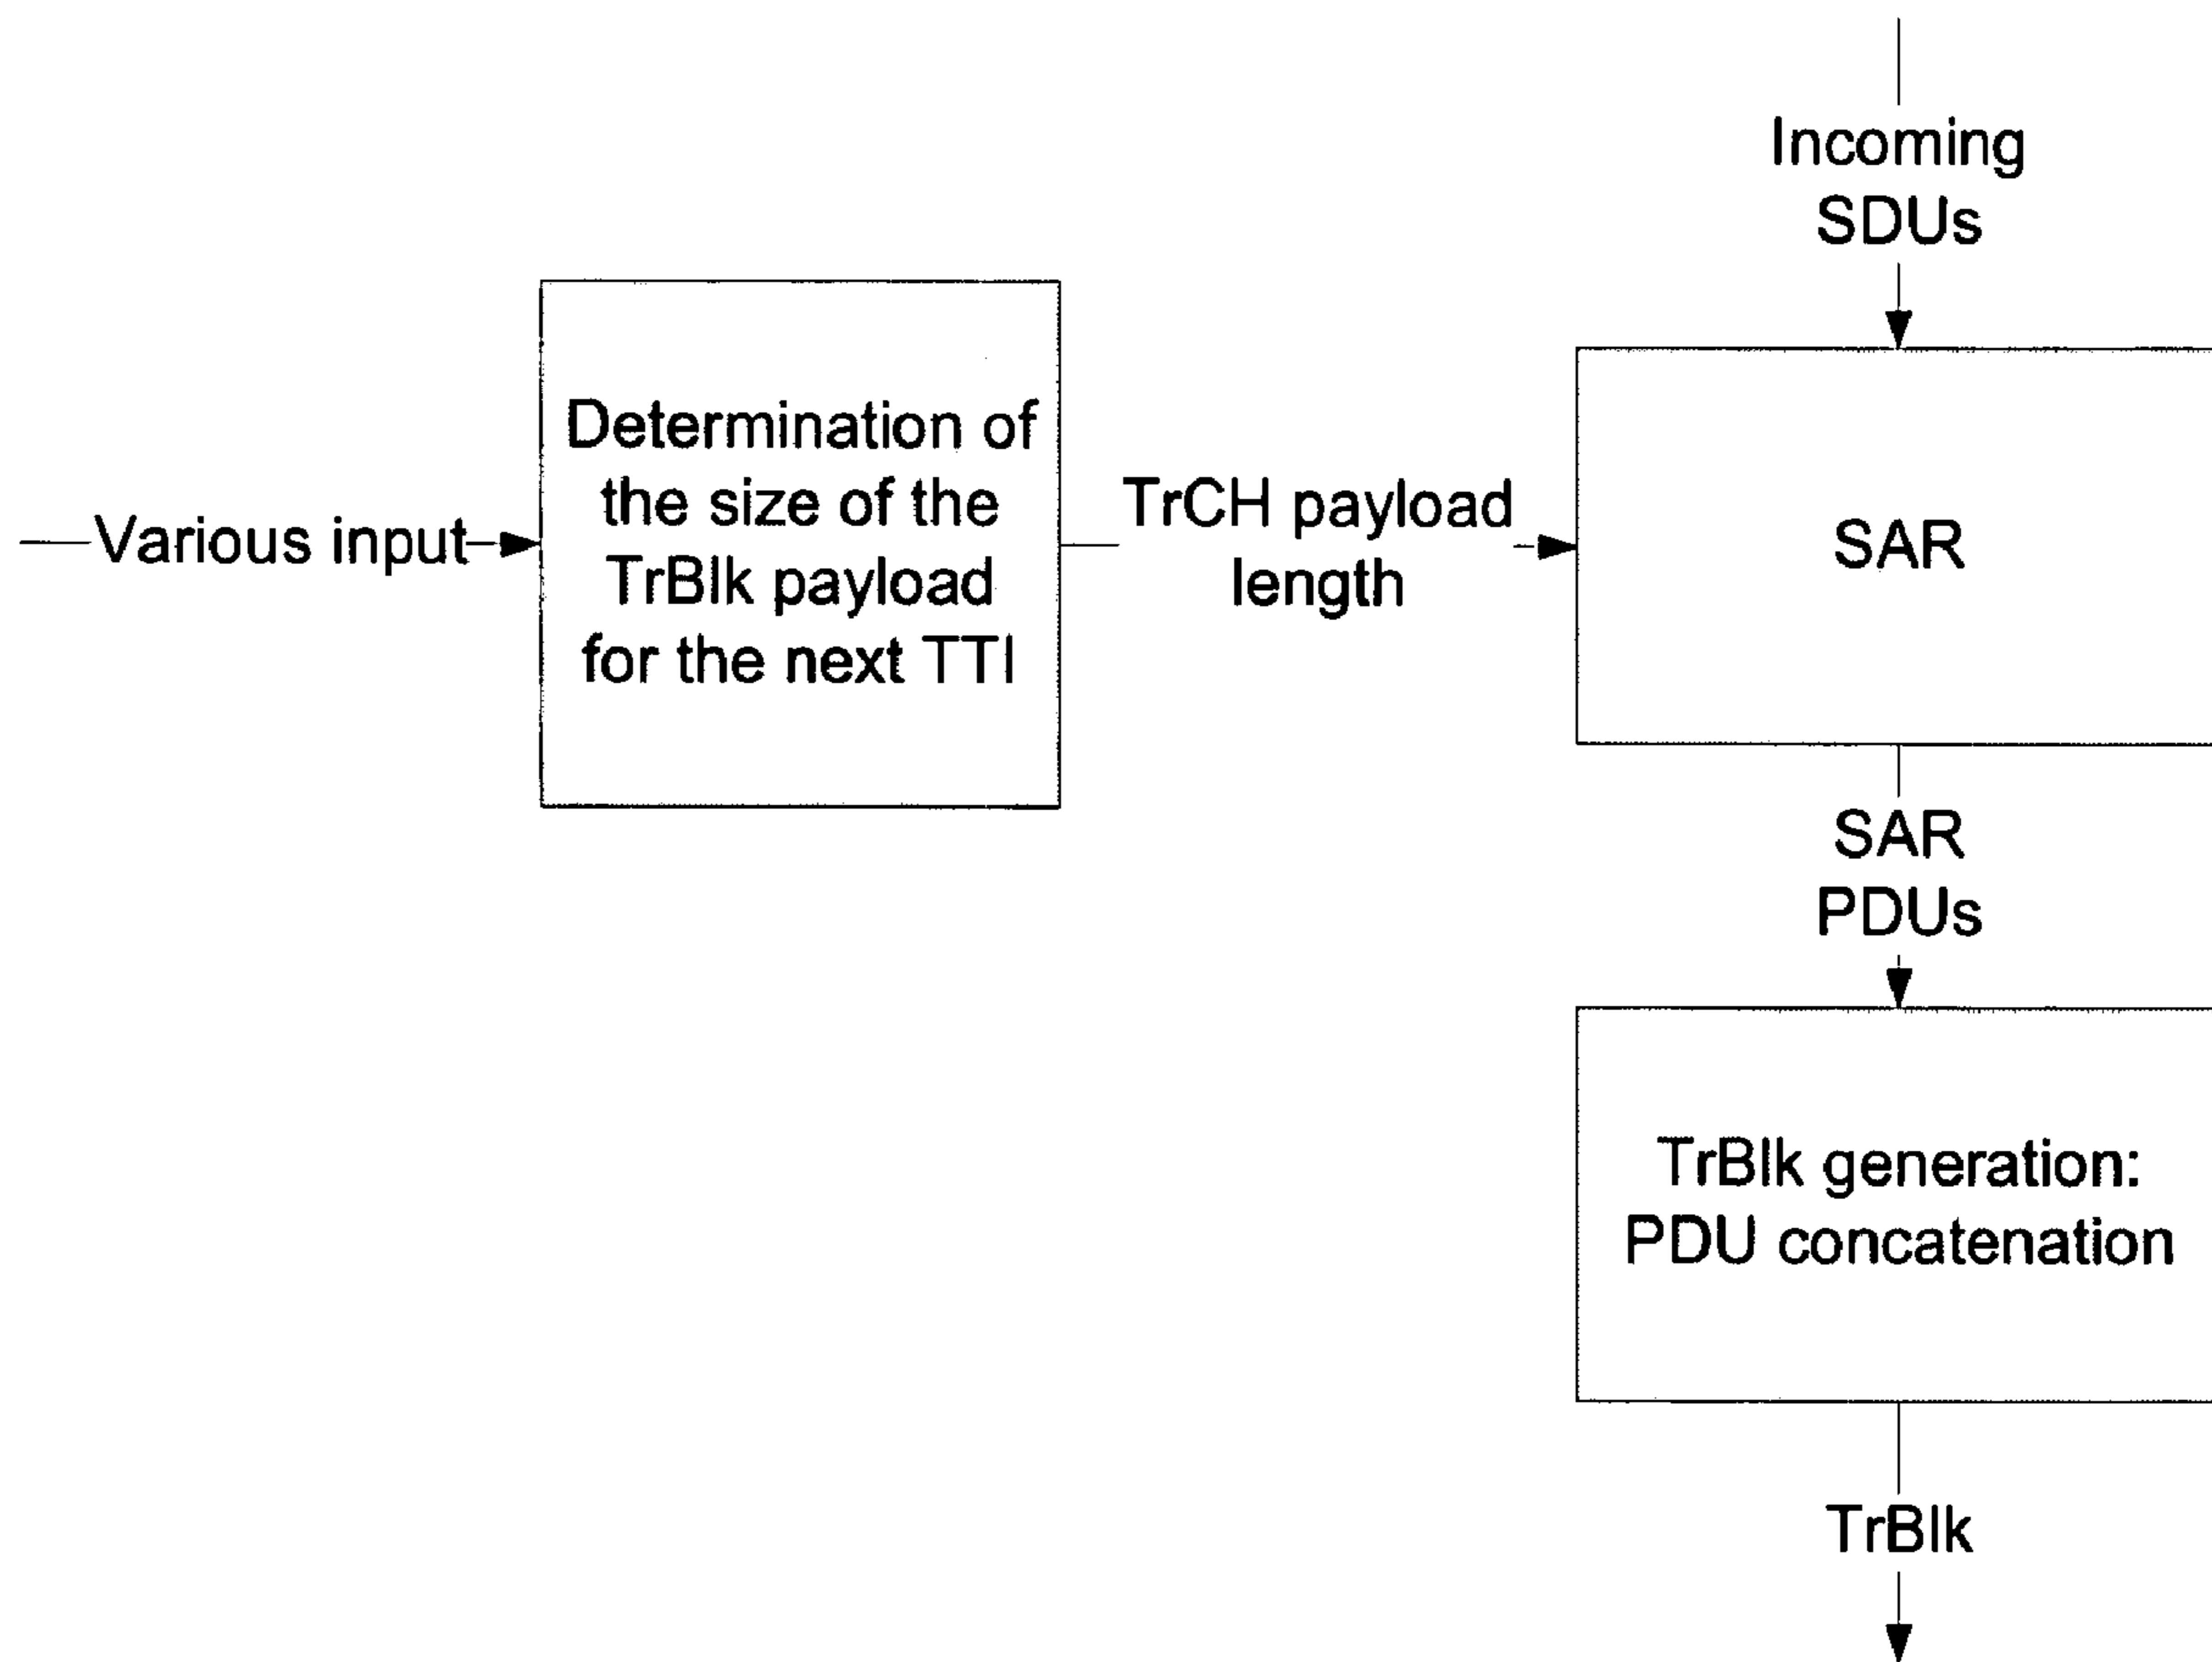 Incoming
SDUs
Various input
Determination of
the size of the
TrBlk payload
for the next TTI
TrCH payload
length
SAR
SAR
PDUs
TrBlk generation:
PDU concatenation
TrBlk